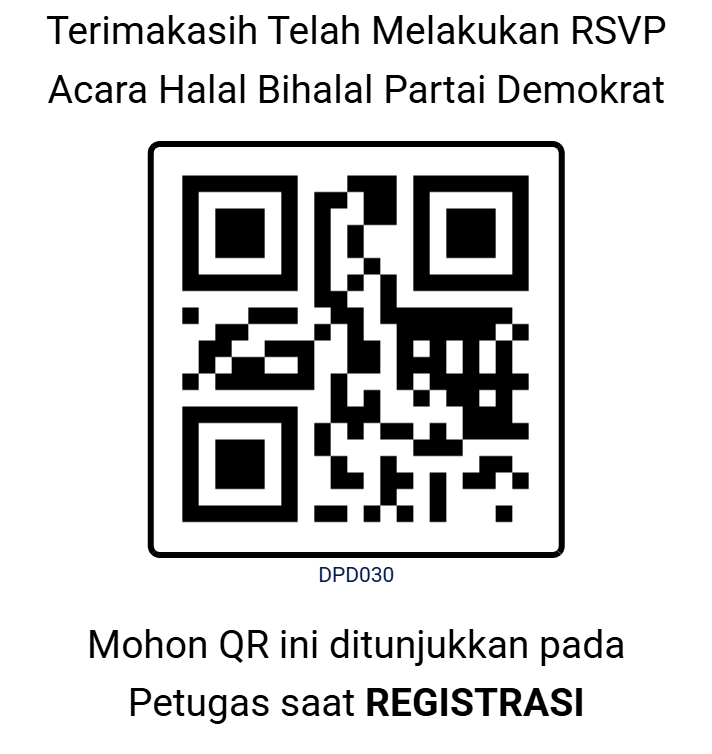 Terimakasih Telah Melakukan RSVP
Acara Halal Bihalal Partai Demokrat
DPD030
Mohon QR ini ditunjukkan pada
Petugas saat REGISTRASI